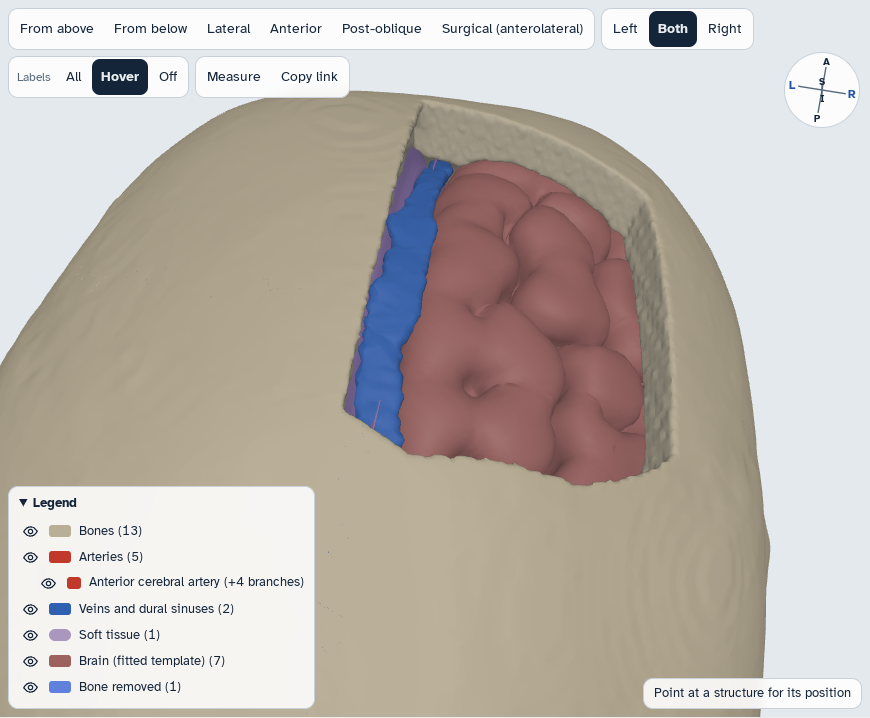 From above From below Lateral Anterior Post-oblique Surgical (anterolateral) Left Both Right
Labels All Hover Off Measure Copy link
A
L S R
I
P
▼ Legend
Bones (13)
Arteries (5)
Anterior cerebral artery (+4 branches)
Veins and dural sinuses (2)
Soft tissue (1)
Brain (fitted template) (7)
Bone removed (1)
Point at a structure for its position